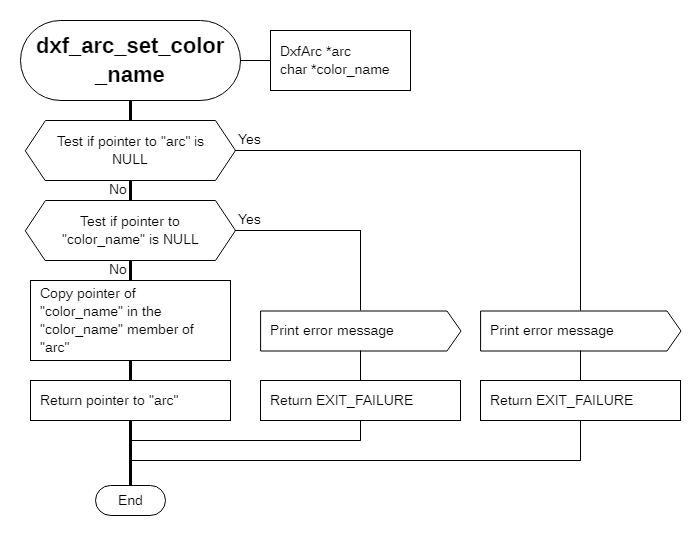 dxf_arc_set_color
_name
DxfArc *arc
char *color_name
Test if pointer to "arc" is
NULL
Yes
No
Test if pointer to
"color_name" is NULL
Yes
No
Copy pointer of
"color_name" in the
"color_name" member of
"arc"
Print error message
Print error message
Return pointer to "arc"
Return EXIT_FAILURE
Return EXIT_FAILURE
End